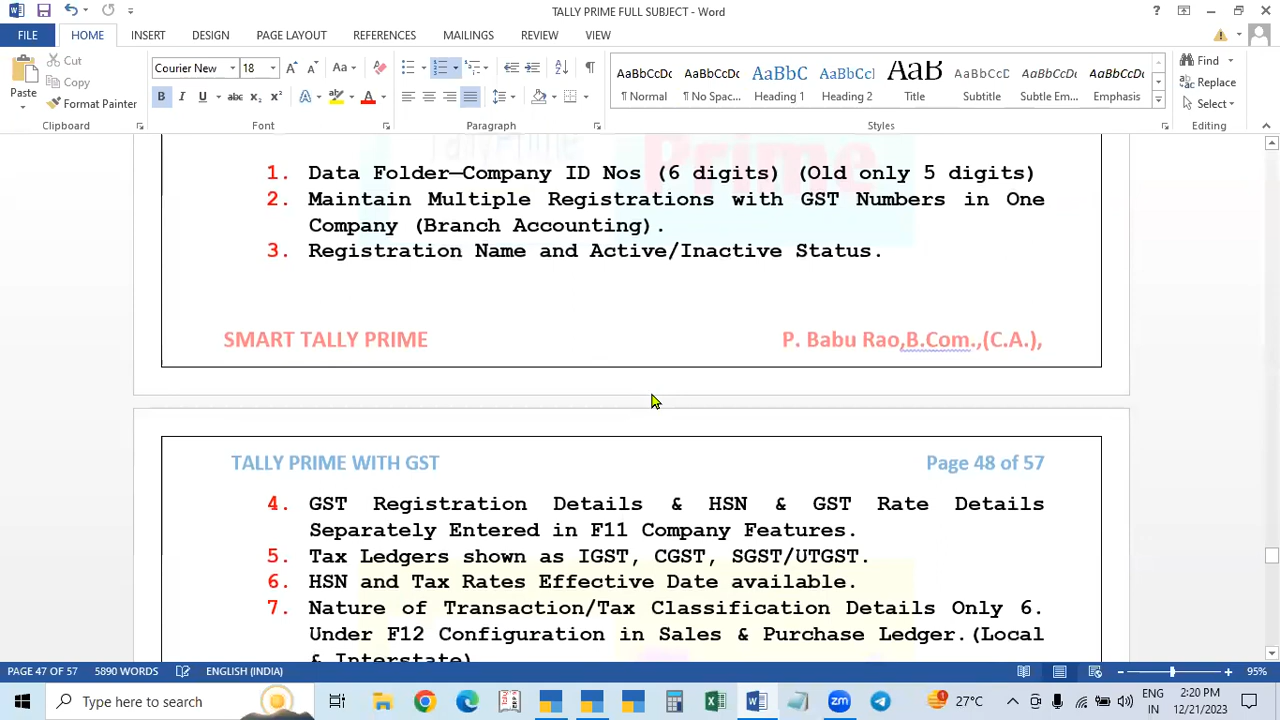 TALLY PRIME FULL SUBJECT - Word
FILE HOME INSERT DESIGN PAGE LAYOUT REFERENCES MAILINGS REVIEW VIEW
Cut
Copy
Format Painter
Paste
Clipboard
Courier New 18
Font
Paragraph
AaBbCcDc AaBbCcDc AaBbC AaBbCcI AaB AaBbCcDc AaBbCcDc AaBbCcDc
¶ Normal ¶ No Spac... Heading 1 Heading 2 Title Subtitle Subtle Em... Emphasis
Styles
Find
Replace
Select
Editing
Prime
1. Data Folder—Company ID Nos (6 digits) (Old only 5 digits)
2. Maintain Multiple Registrations with GST Numbers in One
Company (Branch Accounting).
3. Registration Name and Active/Inactive Status.
SMART TALLY PRIME P. Babu Rao,B.Com.,(C.A.),
TALLY PRIME WITH GST Page 48 of 57
4. GST Registration Details & HSN & GST Rate Details
Separately Entered in F11 Company Features.
5. Tax Ledgers shown as IGST, CGST, SGST/UTGST.
6. HSN and Tax Rates Effective Date available.
7. Nature of Transaction/Tax Classification Details Only 6.
Under F12 Configuration in Sales & Purchase Ledger.(Local
& Interstate)
PAGE 47 OF 57 5890 WORDS ENGLISH (INDIA) 95%
Type here to search
27°C
ENG
IN
2:20 PM
12/21/2023